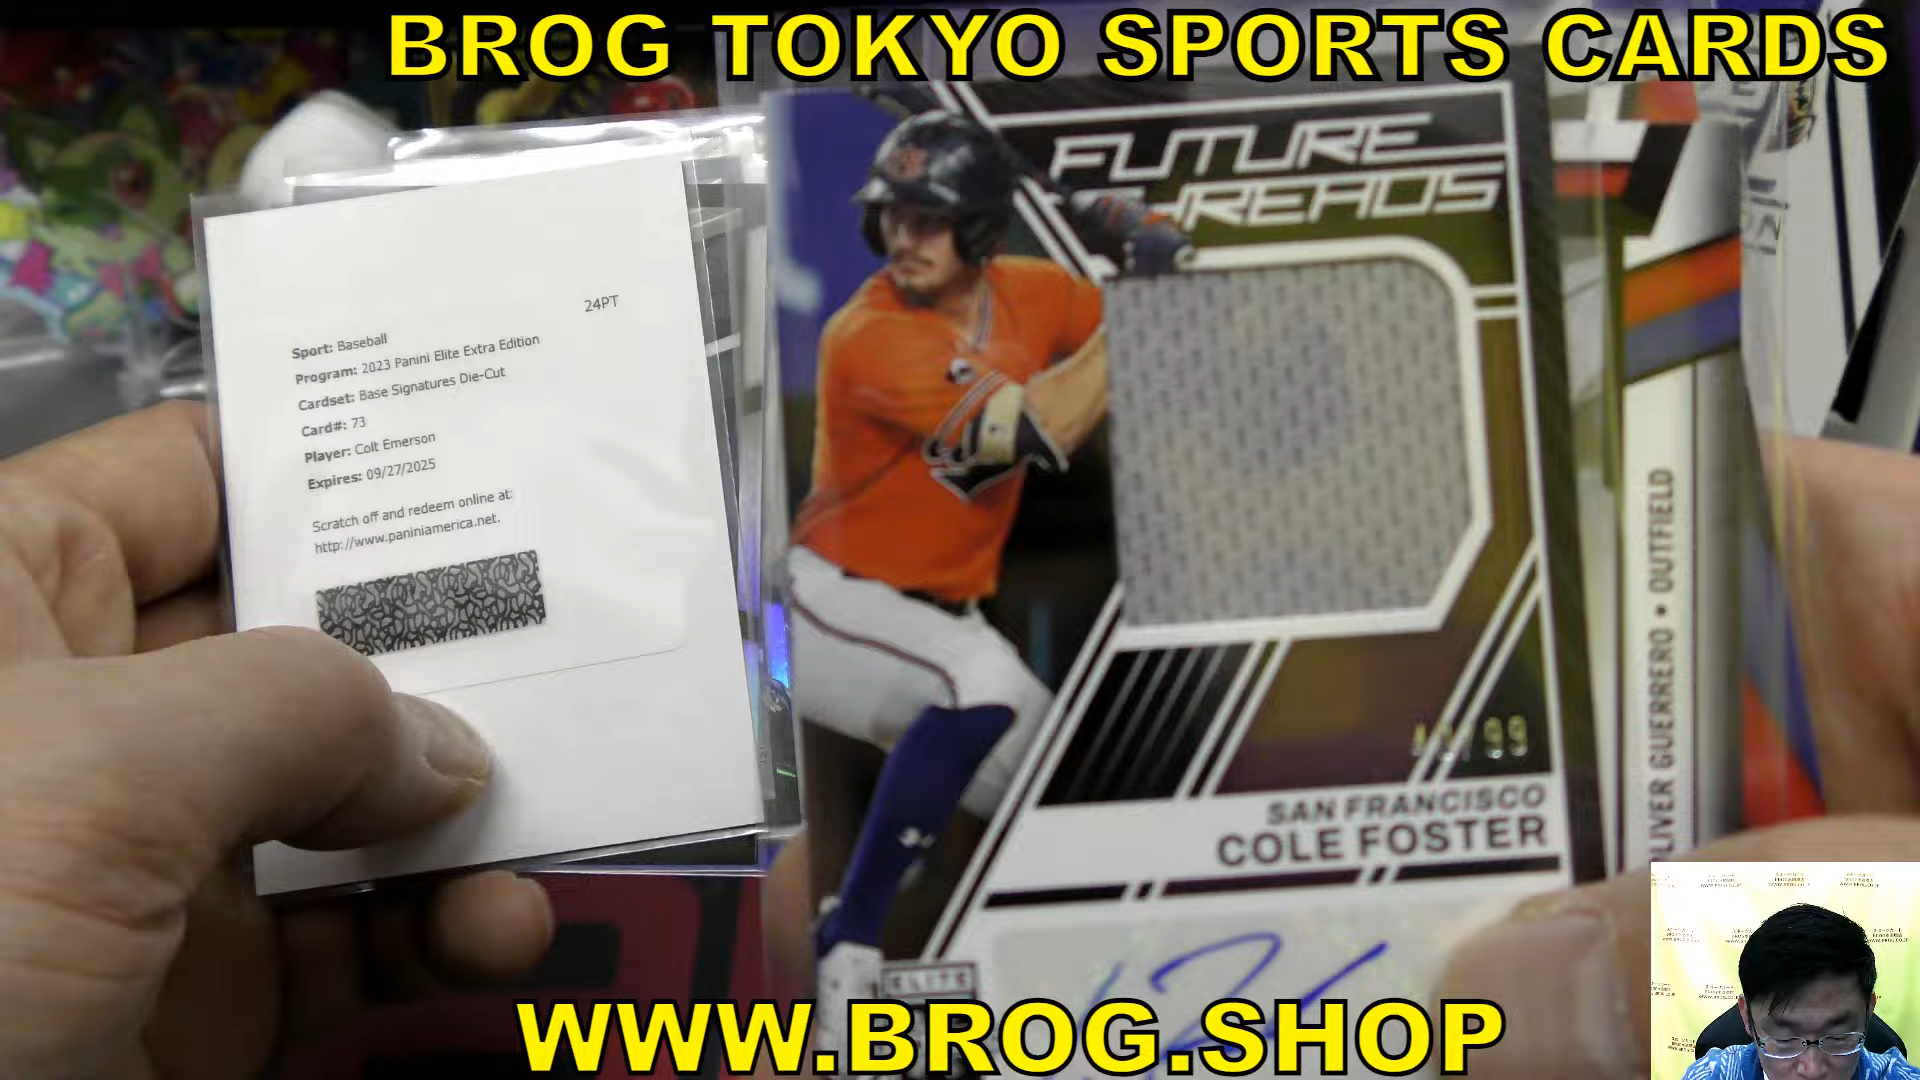 BROG TOKYO SPORTS CARDS
24PT
Sport: Baseball
Program: 2023 Panini Elite Extra Edition
Cardset: Base Signatures Die-Cut
Card#: 73
Player: Colt Emerson
Expires: 09/27/2025
Scratch off and redeem online at:
http://www.paniniamerica.net.
FUTURE
THREADS
SAN FRANCISCO
COLE FOSTER
ELITE
OLIVER GUERRERO • OUTFIELD
WWW.BROG.SHOP